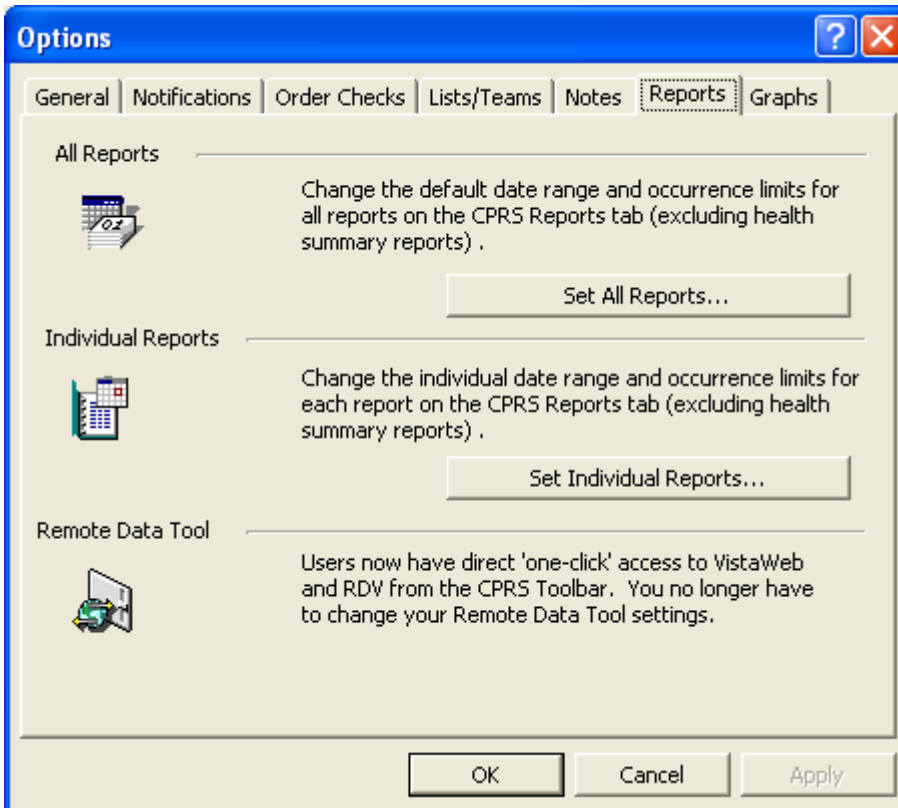 Options
General Notifications Order Checks Lists/Teams Notes Reports Graphs
All Reports
Change the default date range and occurrence limits for
all reports on the CPRS Reports tab (excluding health
summary reports) .
Set All Reports...
Individual Reports
Change the individual date range and occurrence limits for
each report on the CPRS Reports tab (excluding health
summary reports) .
Set Individual Reports...
Remote Data Tool
Users now have direct 'one-click' access to VistaWeb
and RDV from the CPRS Toolbar.  You no longer have
to change your Remote Data Tool settings.
OK Cancel Apply